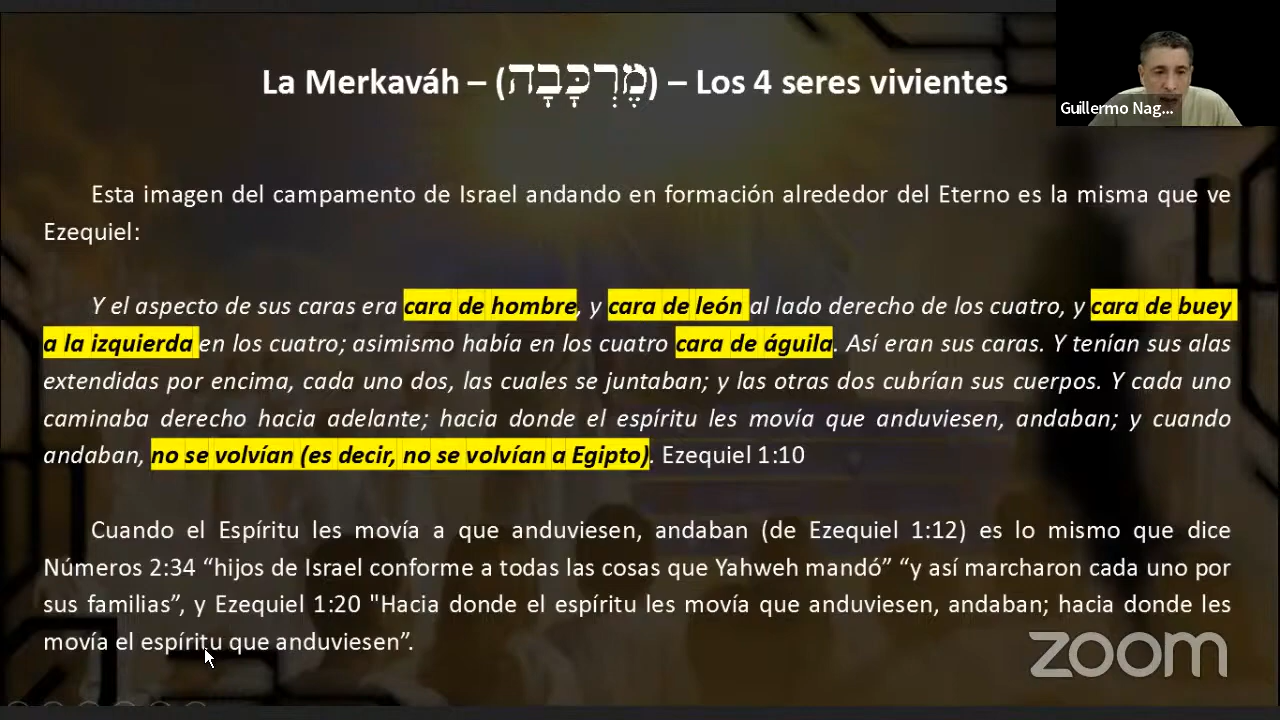 La Merkaváh – (מֶרְכָּבָה) – Los 4 seres vivientes
Guillermo Nag...
Esta imagen del campamento de Israel andando en formación alrededor del Eterno es la misma que ve
Ezequiel:
Y el aspecto de sus caras era cara de hombre, y cara de león al lado derecho de los cuatro, y cara de buey
a la izquierda en los cuatro; asimismo había en los cuatro cara de águila. Así eran sus caras. Y tenían sus alas
extendidas por encima, cada uno dos, las cuales se juntaban; y las otras dos cubrían sus cuerpos. Y cada uno
caminaba derecho hacia adelante; hacia donde el espíritu les movía que anduviesen, andaban; y cuando
andaban, no se volvían (es decir, no se volvían a Egipto). Ezequiel 1:10
Cuando el Espíritu les movía a que anduviesen, andaban (de Ezequiel 1:12) es lo mismo que dice
Números 2:34 “hijos de Israel conforme a todas las cosas que Yahweh mandó” “y así marcharon cada uno por
sus familias”, y Ezequiel 1:20 "Hacia donde el espíritu les movía que anduviesen, andaban; hacia donde les
movía el espíritu que anduviesen”.
zoom